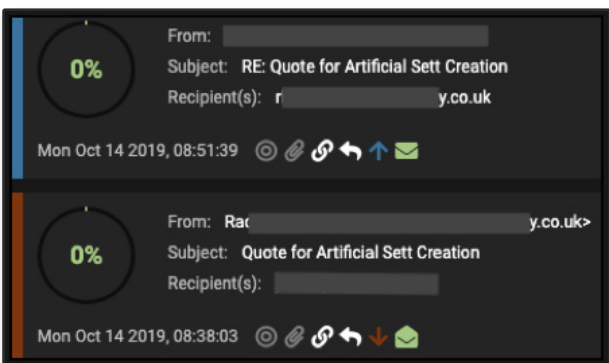 From:
0%
Subject: RE: Quote for Artificial Sett Creation
Recipient(s): r y.co.uk
Mon Oct 14 2019, 08:51:39
From: Rac y.co.uk>
0%
Subject: Quote for Artificial Sett Creation
Recipient(s):
Mon Oct 14 2019, 08:38:03